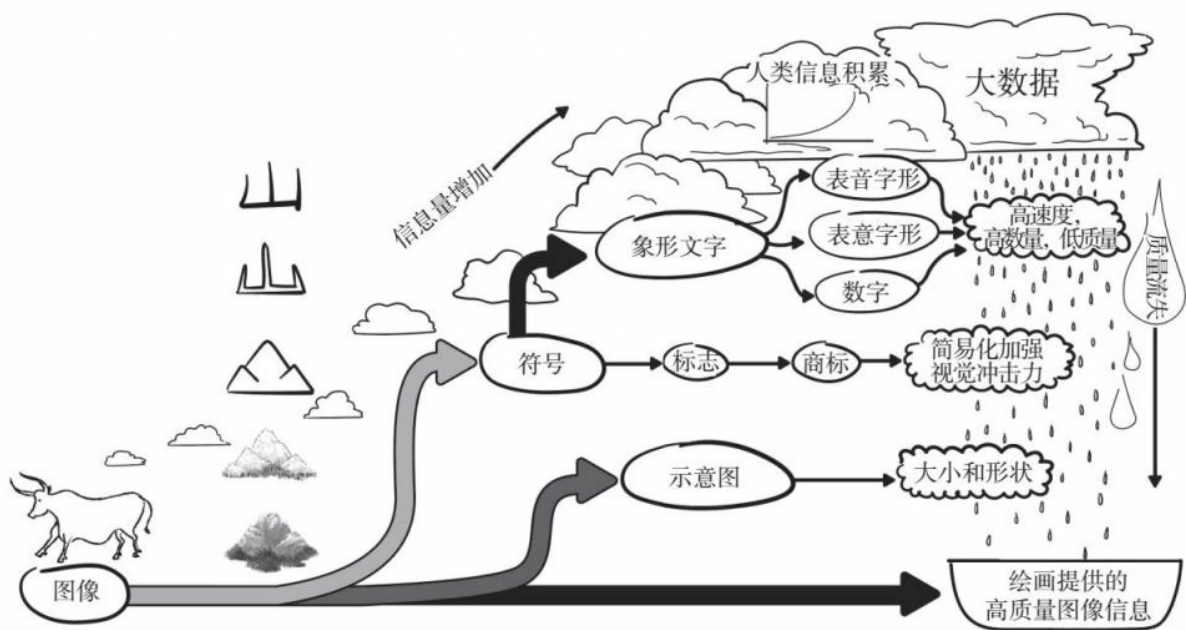 人类信息积累
大数据
信息量增加
山
表音字形
象形文字
表意字形
数字
高速度，
高数量，低质量
质量流失
符号
标志
商标
简易化加强
视觉冲击力
示意图
大小和形状
图像
绘画提供的
高质量图像信息